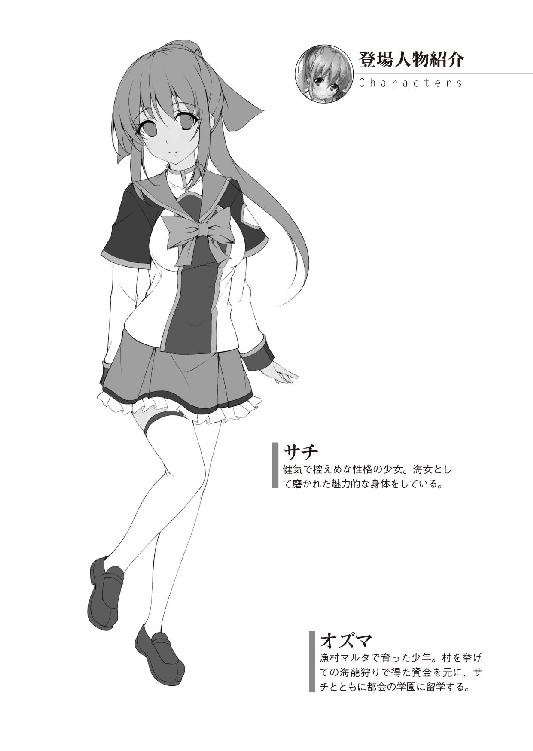 登場人物紹介
Characters
サチ
健気で控えめな性格の少女。海女とし
て磨かれた魅力的な身体をしている。
オズマ
漁村マルタで育った少年。村を挙げ
ての海龍狩りで得た資金を元に、サ
チとともに都会の学園に留学する。